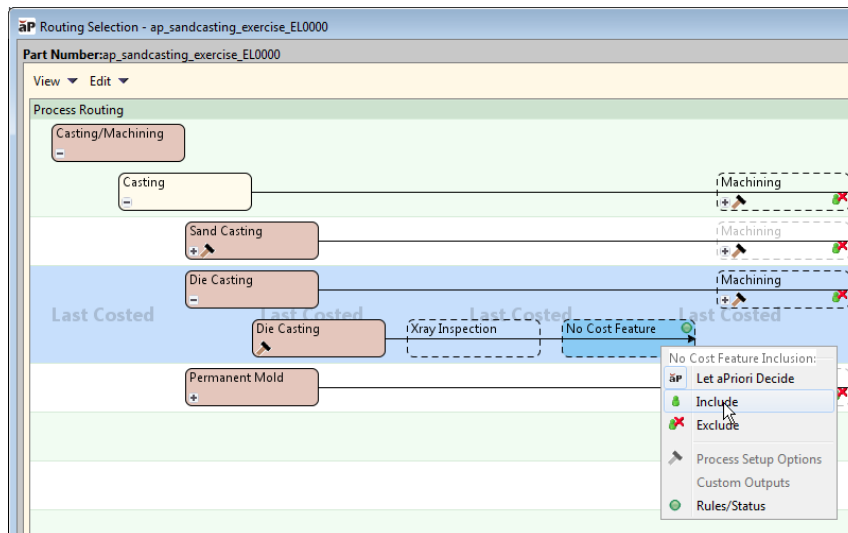 aP Routing Selection - ap_sandcasting_exercise_EL0000
Part Number:ap_sandcasting_exercise_EL0000
View Edit
Process Routing
Casting/Machining
Casting Machining
Sand Casting Machining
Die Casting Machining
Last Costed Last Costed Last Costed Last Costed
Die Casting Xray Inspection No Cost Feature
No Cost Feature Inclusion:
aP Let aPriori Decide
Permanent Mold
Include
Exclude
Process Setup Options
Custom Outputs
Rules/Status